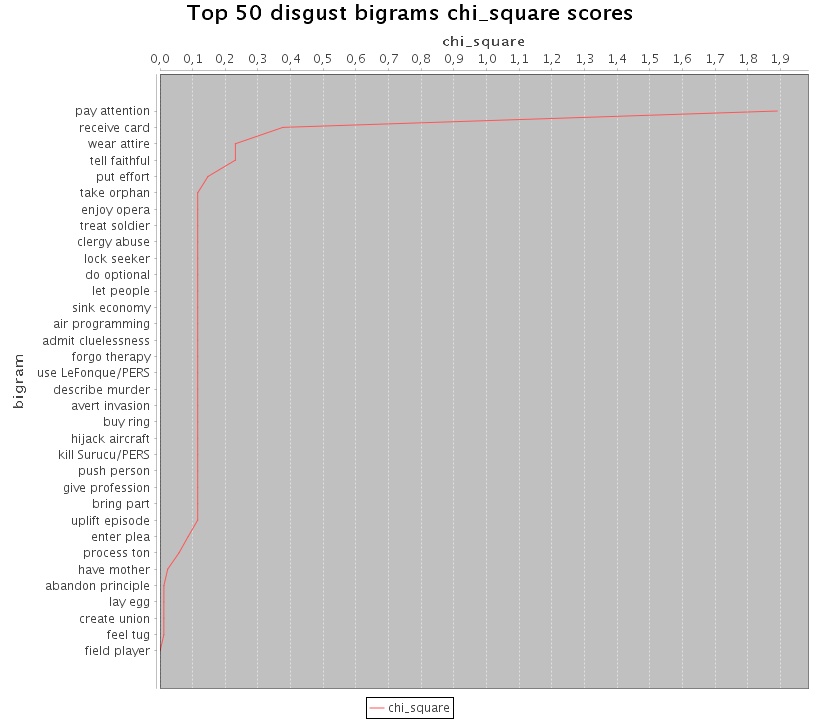 Top 50 disgust bigrams chi_square scores
chi_square
0,0 0,1 0,2 0,3 0,4 0,5 0,6 0,7 0,8 0,9 1,0 1,1 1,2 1,3 1,4 1,5 1,6 1,7 1,8 1,9
pay attention
receive card
wear attire
tell faithful
put effort
take orphan
enjoy opera
treat soldier
clergy abuse
lock seeker
do optional
let people
sink economy
air programming
admit cluelessness
forgo therapy
use LeFonque/PERS
describe murder
avert invasion
buy ring
hijack aircraft
kill Surucu/PERS
push person
give profession
bring part
uplift episode
enter plea
process ton
have mother
abandon principle
lay egg
create union
feel tug
field player
bigram
chi_square